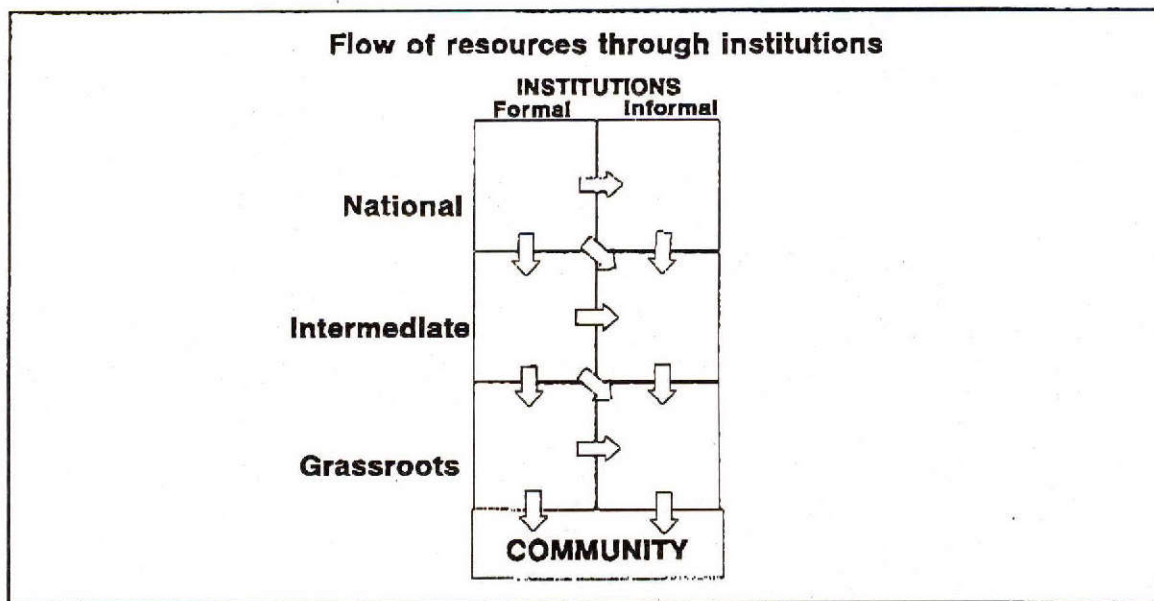 Flow of resources through institutions
INSTITUTIONS
Formal Informal
National
Intermediate
Grassroots
COMMUNITY